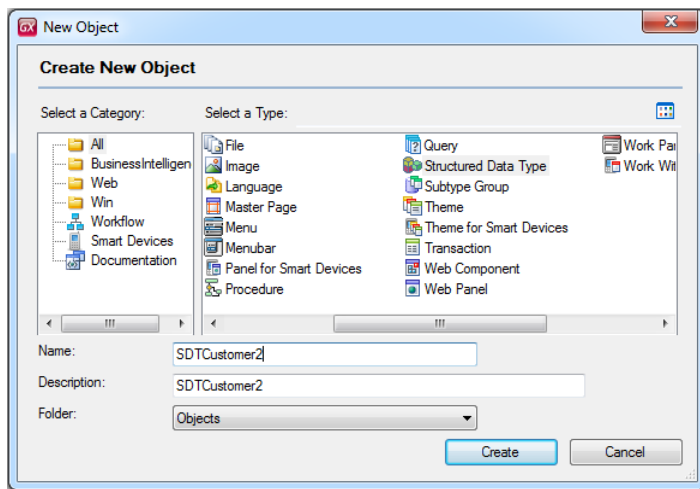 GX New Object
Create New Object
Select a Category:
Select a Type:
All
BusinessIntelligen
Web
Win
Workflow
Smart Devices
Documentation
File
Image
Language
Master Page
Menu
Menubar
Panel for Smart Devices
Procedure
Query
Structured Data Type
Subtype Group
Theme
Theme for Smart Devices
Transaction
Web Component
Web Panel
Work Pa
Work Wit
Name:
SDTCustomer2
Description:
SDTCustomer2
Folder:
Objects
Create
Cancel